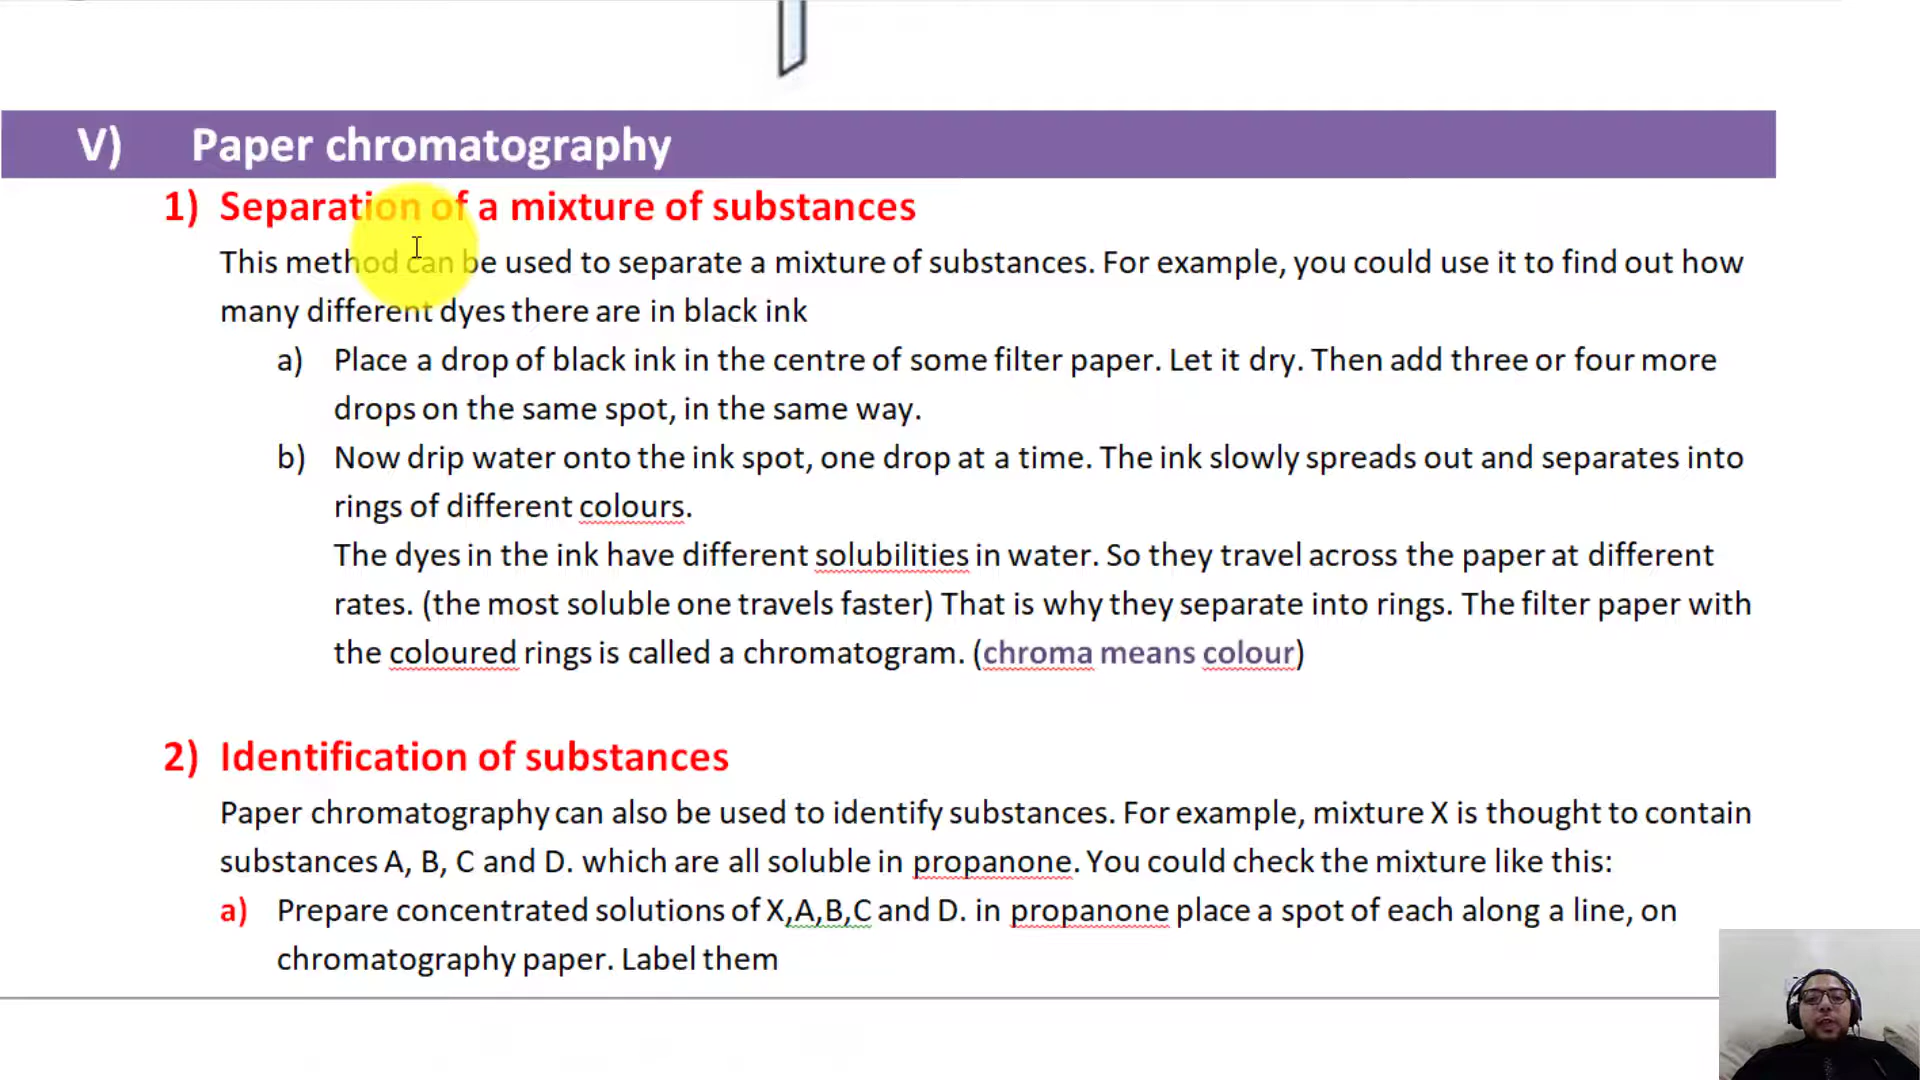 V) Paper chromatography
1) Separation of a mixture of substances
This method can be used to separate a mixture of substances. For example, you could use it to find out how
many different dyes there are in black ink
a) Place a drop of black ink in the centre of some filter paper. Let it dry. Then add three or four more
drops on the same spot, in the same way.
b) Now drip water onto the ink spot, one drop at a time. The ink slowly spreads out and separates into
rings of different colours.
The dyes in the ink have different solubilities in water. So they travel across the paper at different
rates. (the most soluble one travels faster) That is why they separate into rings. The filter paper with
the coloured rings is called a chromatogram. (chroma means colour)
2) Identification of substances
Paper chromatography can also be used to identify substances. For example, mixture X is thought to contain
substances A, B, C and D. which are all soluble in propanone. You could check the mixture like this:
a) Prepare concentrated solutions of X,A,B,C and D. in propanone place a spot of each along a line, on
chromatography paper. Label them